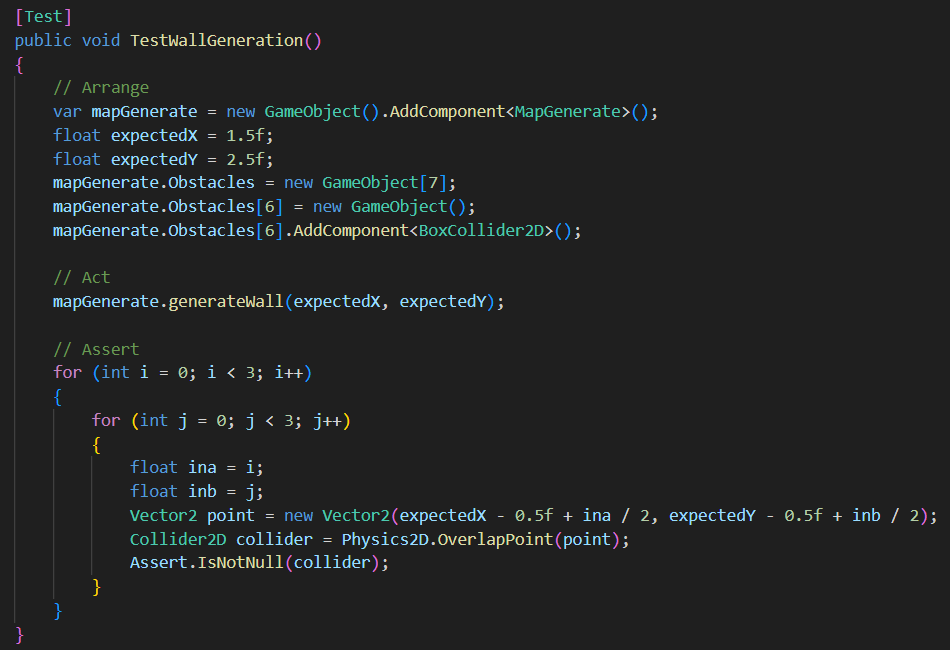 [Test]
public void TestWallGeneration()
{
    // Arrange
    var mapGenerate = new GameObject().AddComponent<MapGenerate>();
    float expectedX = 1.5f;
    float expectedY = 2.5f;
    mapGenerate.Obstacles = new GameObject[7];
    mapGenerate.Obstacles[6] = new GameObject();
    mapGenerate.Obstacles[6].AddComponent<BoxCollider2D>();

    // Act
    mapGenerate.generateWall(expectedX, expectedY);

    // Assert
    for (int i = 0; i < 3; i++)
    {
        for (int j = 0; j < 3; j++)
        {
            float ina = i;
            float inb = j;
            Vector2 point = new Vector2(expectedX - 0.5f + ina / 2, expectedY - 0.5f + inb / 2);
            Collider2D collider = Physics2D.OverlapPoint(point);
            Assert.IsNotNull(collider);
        }
    }
}